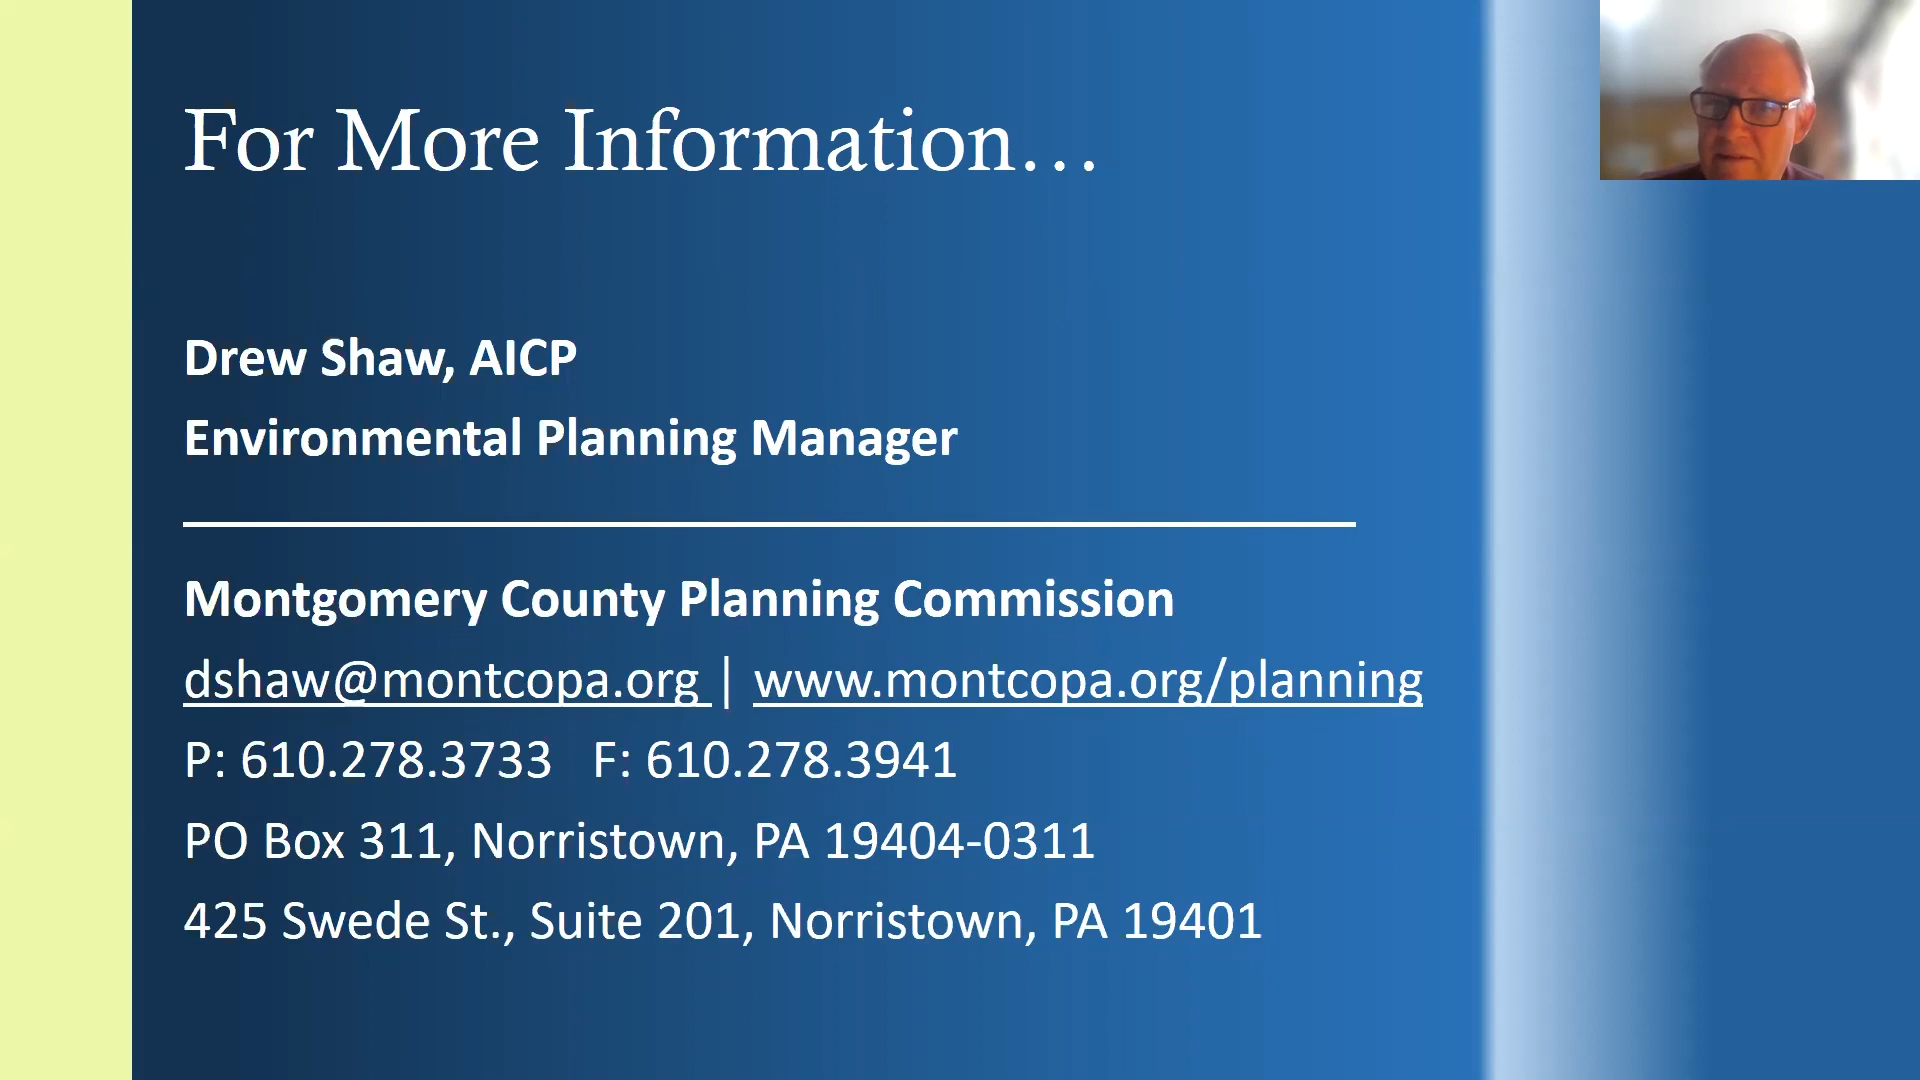 For More Information…
Drew Shaw, AICP
Environmental Planning Manager
Montgomery County Planning Commission
dshaw@montcopa.org | www.montcopa.org/planning
P: 610.278.3733 F: 610.278.3941
PO Box 311, Norristown, PA 19404-0311
425 Swede St., Suite 201, Norristown, PA 19401